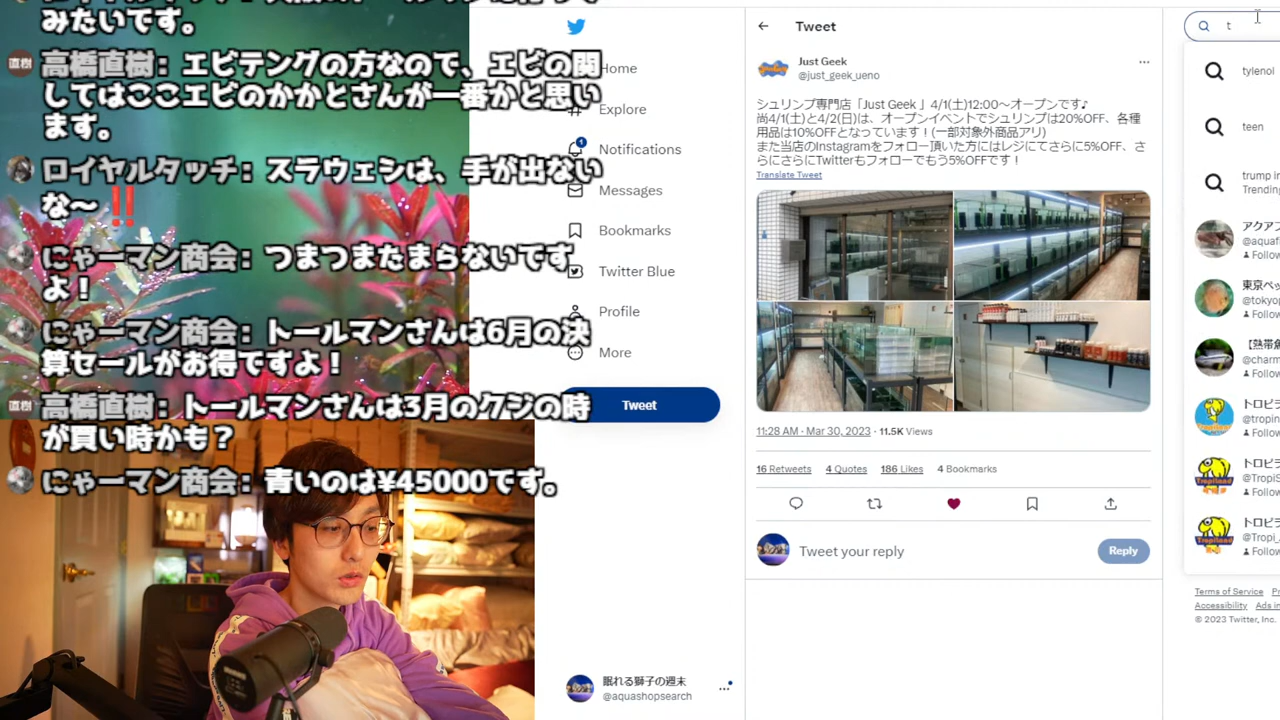 みたいです。
高橋直樹: エビテングの方なので、エビの関
してはここエビのかかとさんが一番かと思い
ます。
ロイヤルタッチ: スラウェシは、手が出ない
な〜‼️
にゃーマン商会: つまつまたまらないです
よ！
にゃーマン商会: トールマンさんは6月の決
算セールがお得ですよ！
高橋直樹: トールマンさんは3月のクジの時
が買い時かも？
にゃーマン商会: 青いのは¥45000です。
Home
Explore
Notifications
1
Messages
Bookmarks
Twitter Blue
Profile
More
Tweet
眠れる獅子の週末
@aquashopsearch
Tweet
Just Geek
@just_geek_ueno
シュリンプ専門店「Just Geek 」4/1(土)12:00〜オープンです♪
尚4/1(土)と4/2(日)は、オープンイベントでシュリンプは20%OFF、各種
用品は10%OFFとなっています！(一部対象外商品アリ)
また当店のInstagramをフォロー頂いた方にはレジにてさらに5%OFF、さ
らにさらにTwitterもフォローでもう5%OFFです！
Translate Tweet
11:28 AM · Mar 30, 2023 · 11.5K Views
16 Retweets 4 Quotes 186 Likes 4 Bookmarks
Tweet your reply
Reply
t
tylenol
teen
trump in
Trending
アクアフ
@aquaf
Follow
東京ペッ
@tokyo
Follow
【熱帯魚
@charm
Follow
トロピラ
@tropin
Follow
トロピラ
@TropiS
Follow
トロピラ
@Tropi_
Follow
Terms of Service
Accessibility Ads in
© 2023 Twitter, Inc.